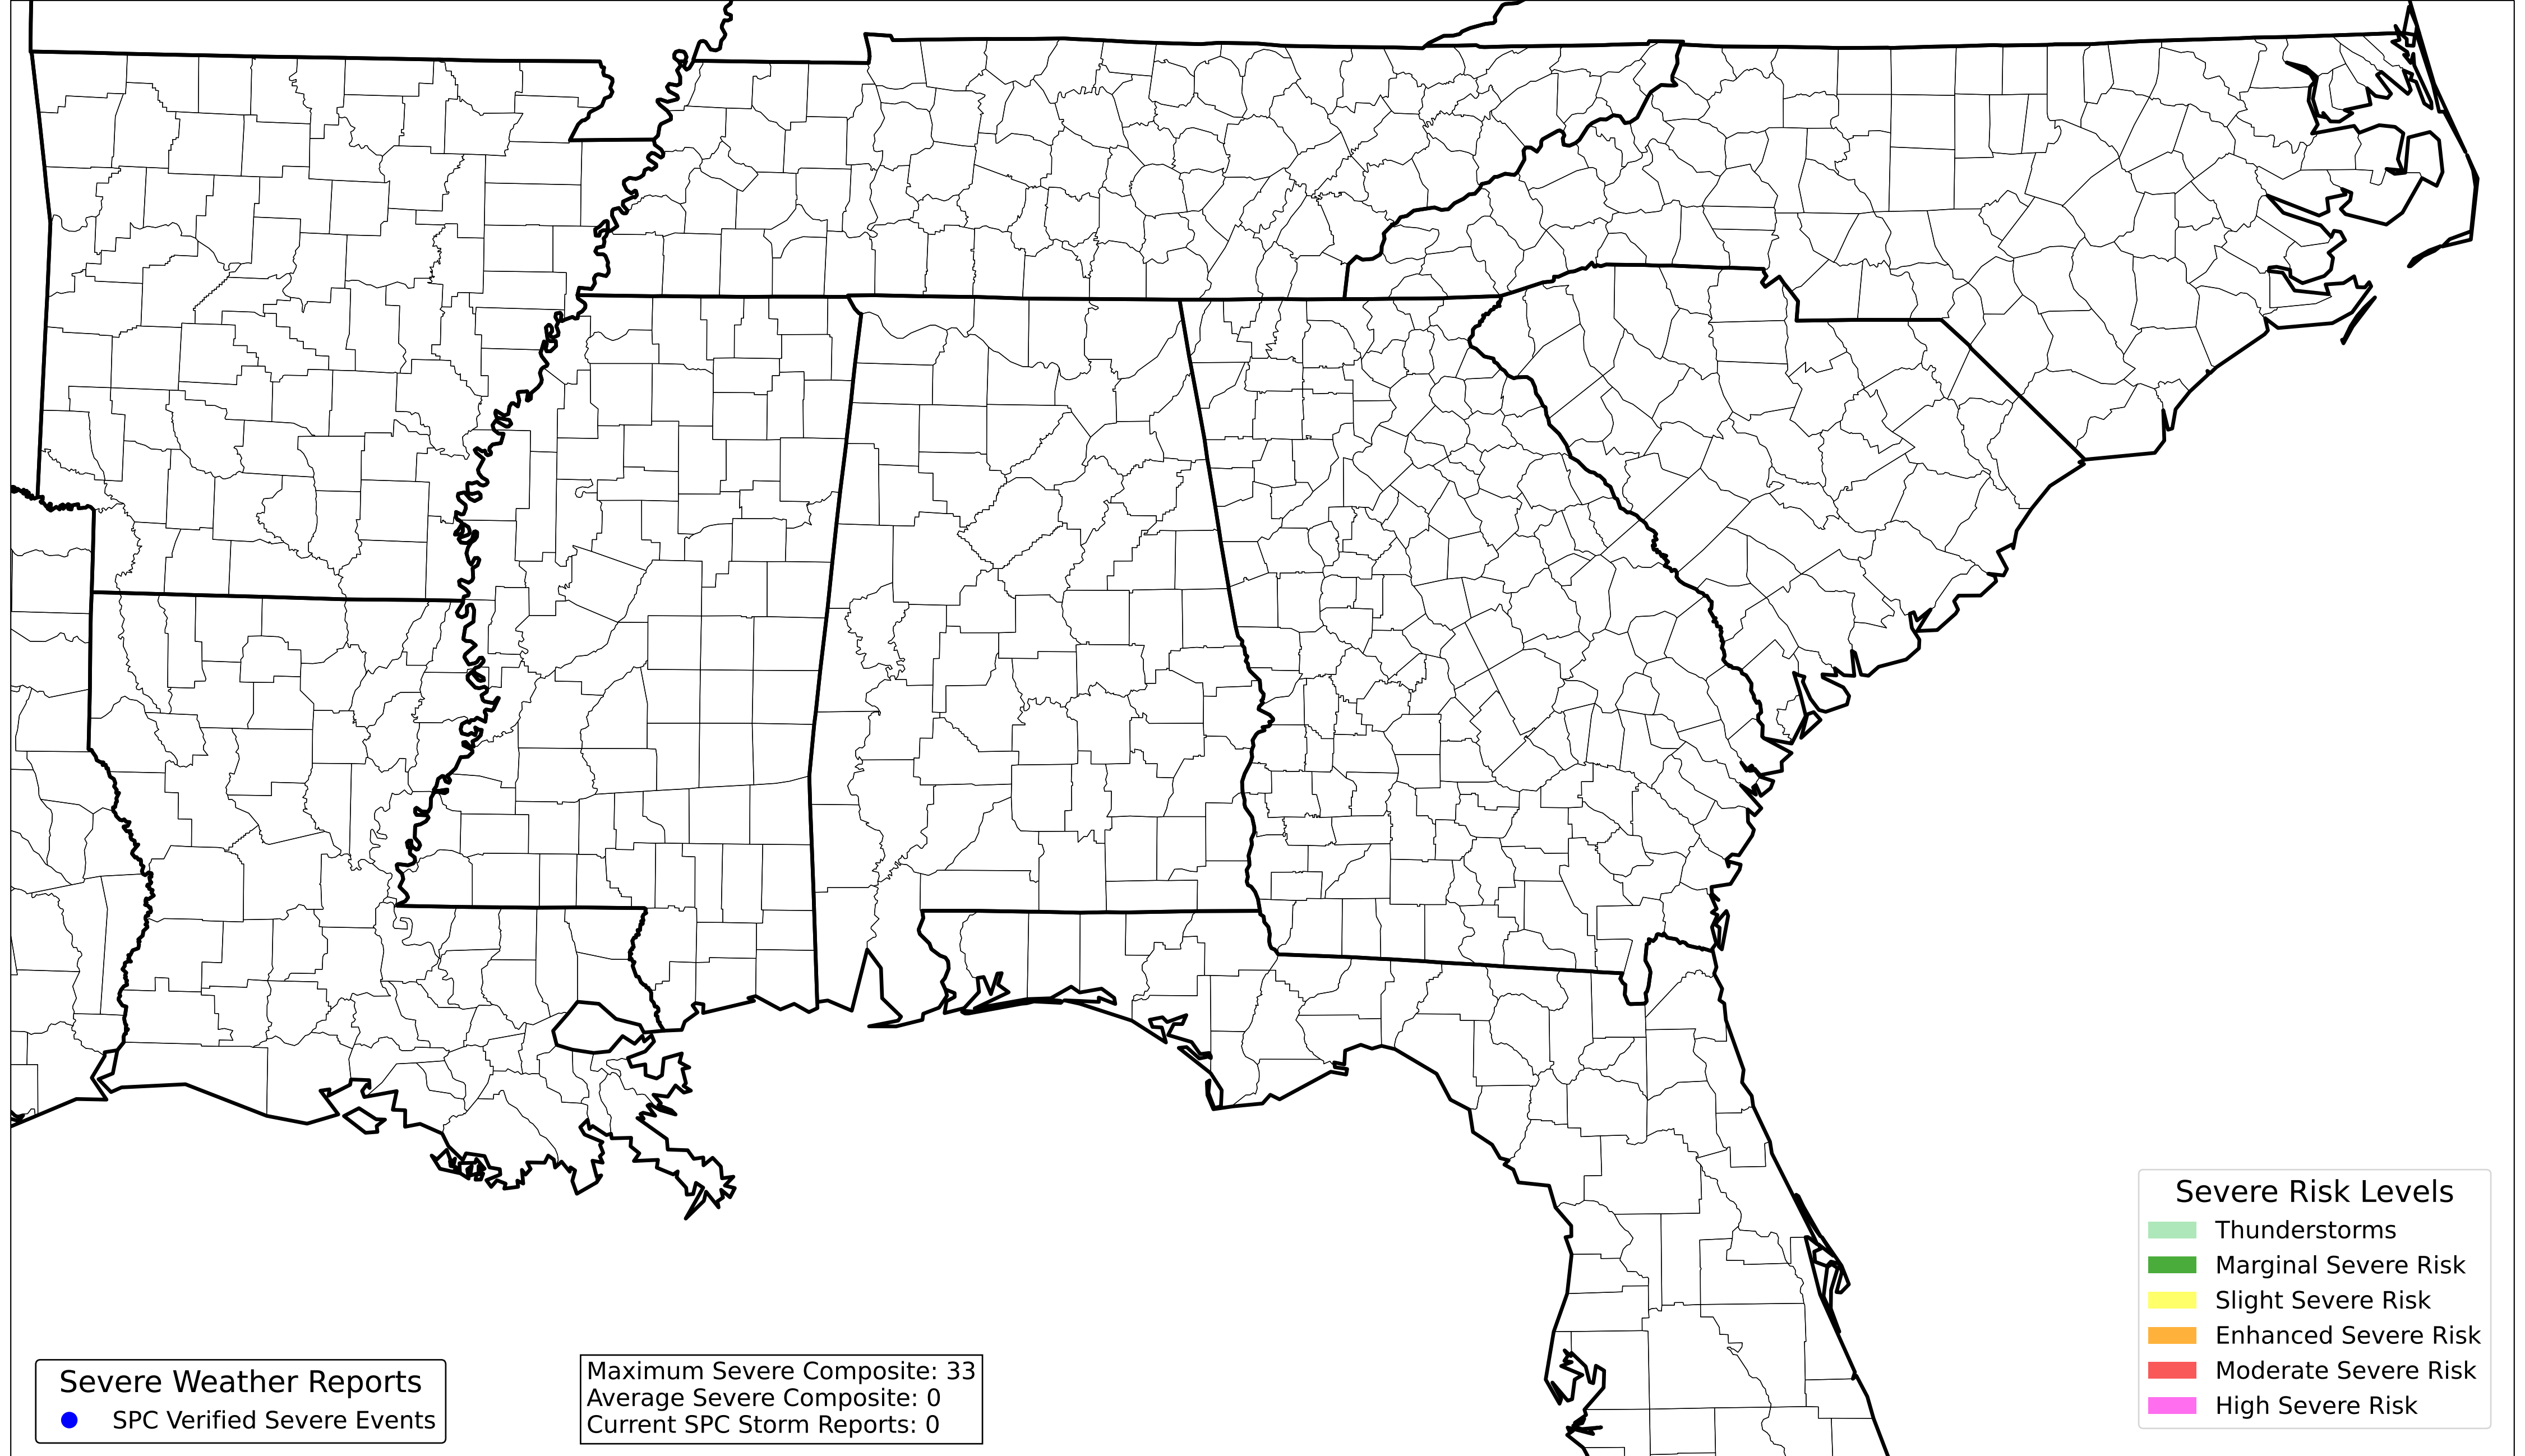 Severe Weather Reports
SPC Verified Severe Events
Maximum Severe Composite: 33
Average Severe Composite: 0
Current SPC Storm Reports: 0
Severe Risk Levels
Thunderstorms
Marginal Severe Risk
Slight Severe Risk
Enhanced Severe Risk
Moderate Severe Risk
High Severe Risk